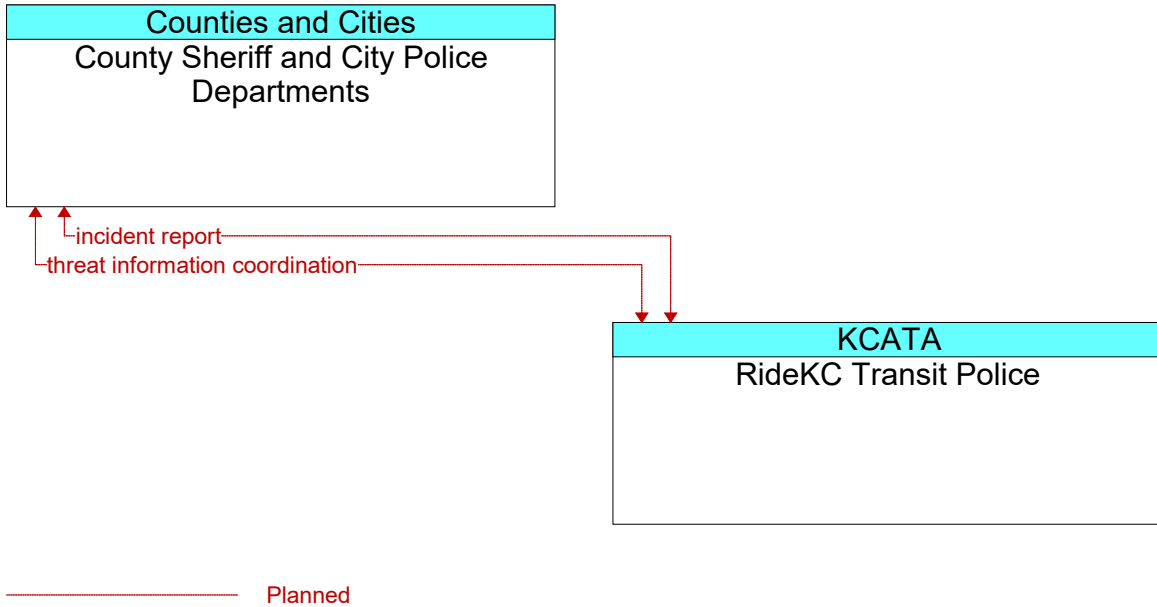 Counties and Cities
County Sheriff and City Police
Departments
incident report
threat information coordination
KCATA
RideKC Transit Police
Planned